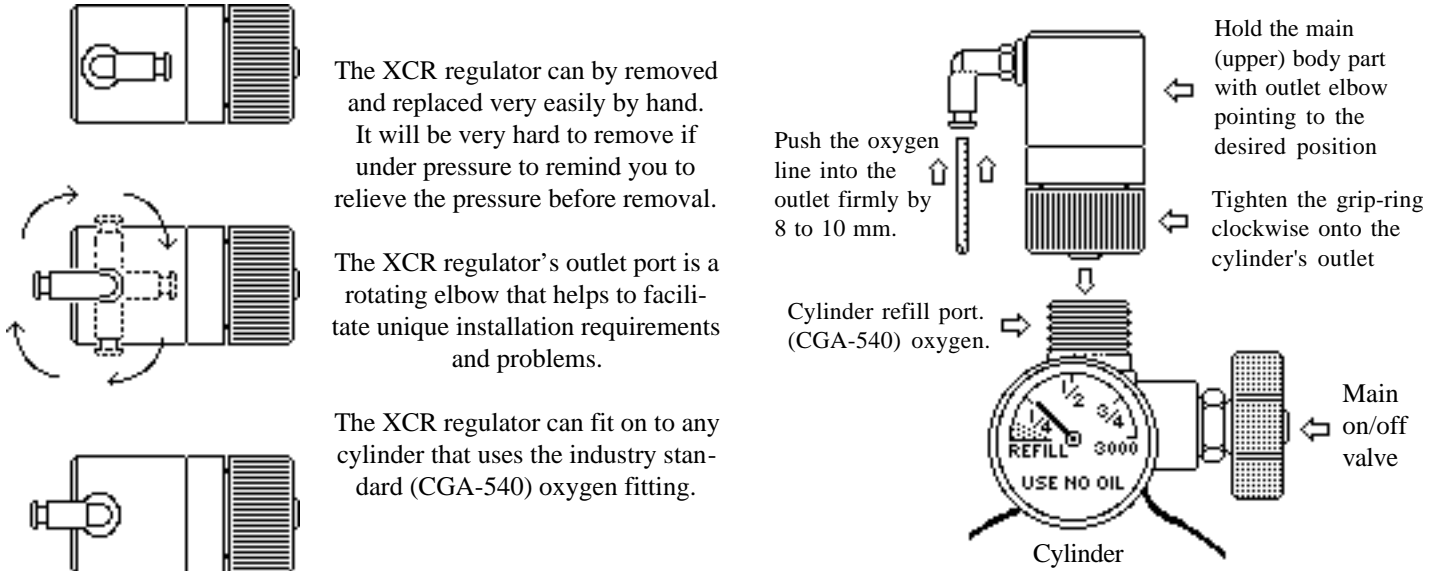 The XCR regulator can by removed
and replaced very easily by hand.
It will be very hard to remove if
under pressure to remind you to
relieve the pressure before removal.
The XCR regulator's outlet port is a
rotating elbow that helps to facili-
tate unique installation requirements
and problems.
The XCR regulator can fit on to any
cylinder that uses the industry stan-
dard (CGA-540) oxygen fitting.
Push the oxygen
line into the
outlet firmly by
8 to 10 mm.
Hold the main
(upper) body part
with outlet elbow
pointing to the
desired position
Tighten the grip-ring
clockwise onto the
cylinder's outlet
Cylinder refill port.
(CGA-540) oxygen.
1/4
1/2
3/4
REFILL
3000
USE NO OIL
Main
on/off
valve
Cylinder